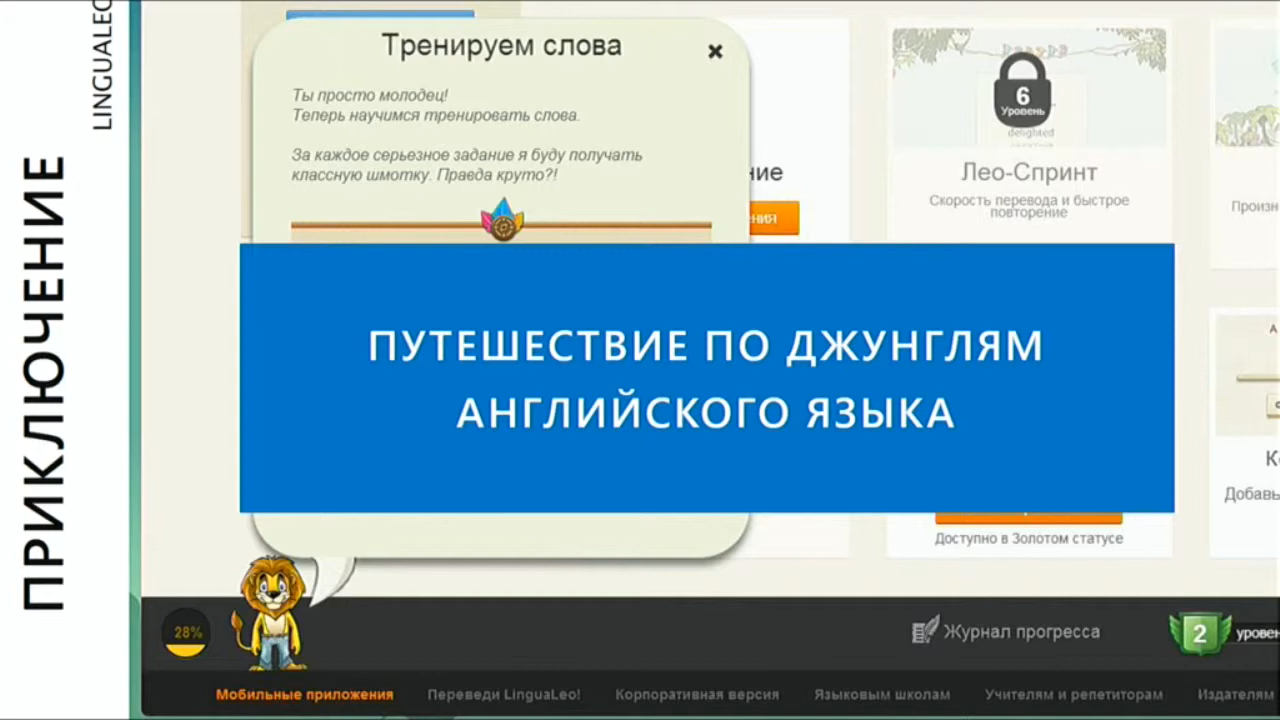 ПРИКЛЮЧЕНИЕ
LINGUALEO
Тренируем слова
Ты просто молодец!
Теперь научимся тренировать слова.
За каждое серьезное задание я буду получать
классную шмотку. Правда круто?!
6
Уровень
delighted
Лео-Спринт
Скорость перевода и быстрое
повторение
ПУТЕШЕСТВИЕ ПО ДЖУНГЛЯМ
АНГЛИЙСКОГО ЯЗЫКА
Доступно в Золотом статусе
28%
Журнал прогресса
2
Мобильные приложения
Переведи LinguaLeo!
Корпоративная версия
Языковым школам
Учителям и репетиторам
Издателям